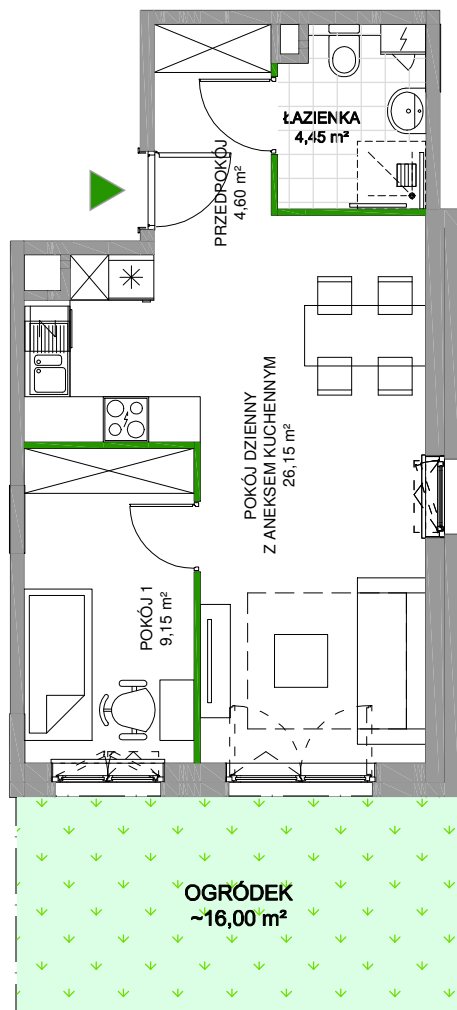 ŁAZIENKA
4,45 m²
PRZEDPOKÓJ
4,60 m²
POKÓJ DZIENNY
Z ANEKSEM KUCHENNYM
26,15 m²
POKÓJ 1
9,15 m²
OGRÓDEK
~16,00 m²